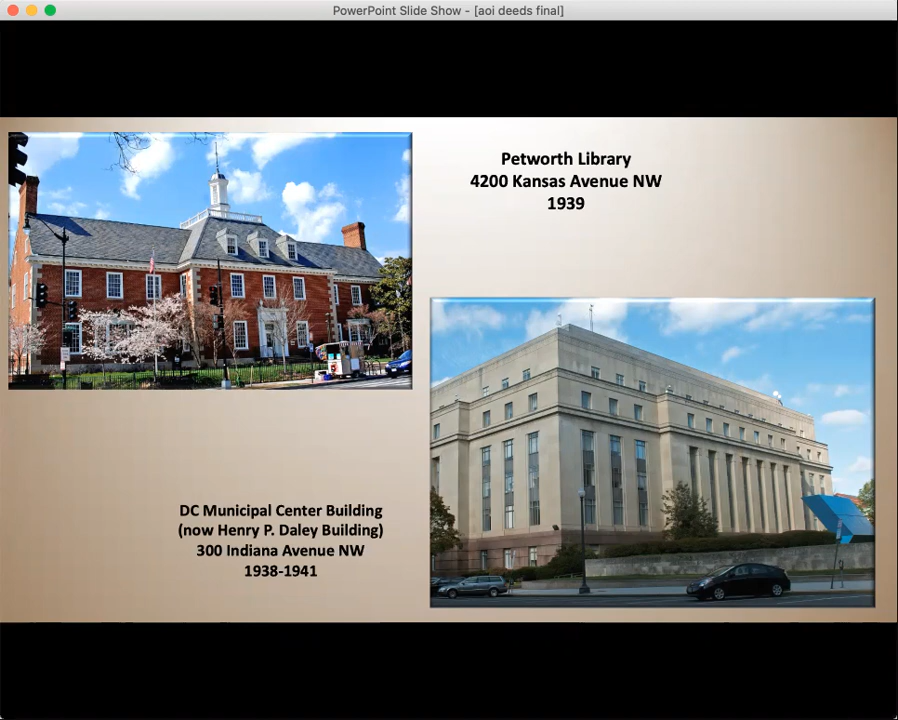 PowerPoint Slide Show - [aoi deeds final]
Petworth Library
4200 Kansas Avenue NW
1939
DC Municipal Center Building
(now Henry P. Daley Building)
300 Indiana Avenue NW
1938-1941